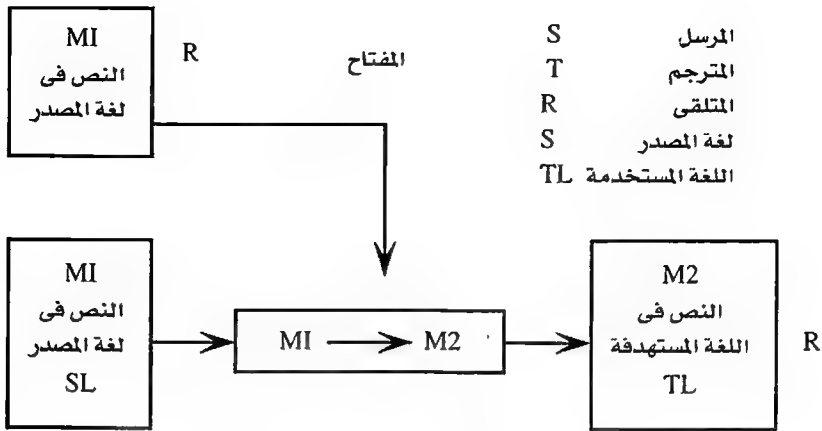 المفتاح
S المرسل
T المترجم
R المتلقى
S لغة المصدر
TL اللغة المستخدمة
MI
النص فى
لغة المصدر
R
MI
النص فى
لغة المصدر
SL
MI M2
M2
النص فى
اللغة المستهدفة
TL
R